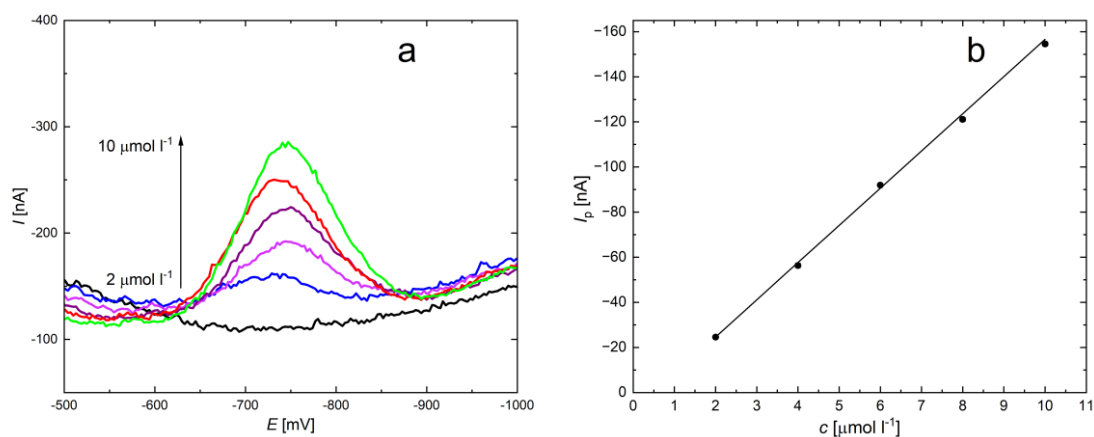 a
-400
-300
-200
-100
I [nA]
10 μmol l⁻¹
2 μmol l⁻¹
-500 -600 -700 -800 -900 -1000
E [mV]
b
−160
−140
−120
−100
−80
−60
−40
−20
0
Iₚ [nA]
0 1 2 3 4 5 6 7 8 9 10 11
c [μmol l⁻¹]